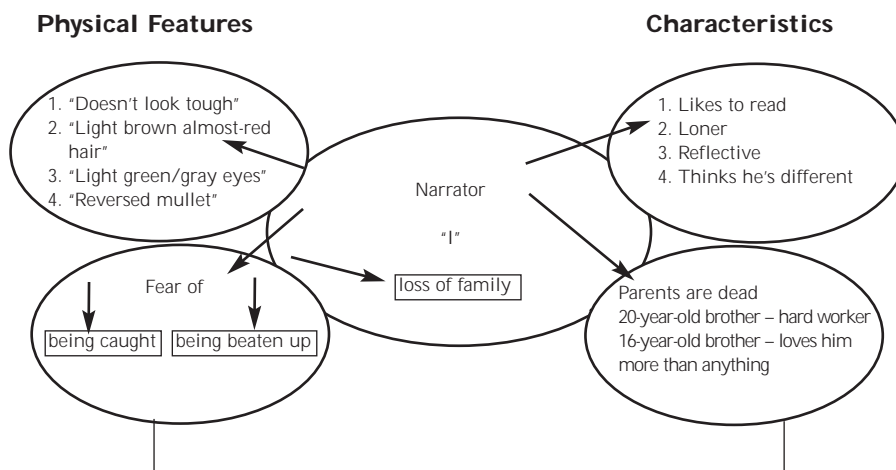 Physical Features
Characteristics
1. "Doesn't look tough"
2. "Light brown almost-red
hair"
3. "Light green/gray eyes"
4. "Reversed mullet"
1. Likes to read
2. Loner
3. Reflective
4. Thinks he's different
Narrator
"I"
loss of family
Fear of
being caught
being beaten up
Parents are dead
20-year-old brother – hard worker
16-year-old brother – loves him
more than anything